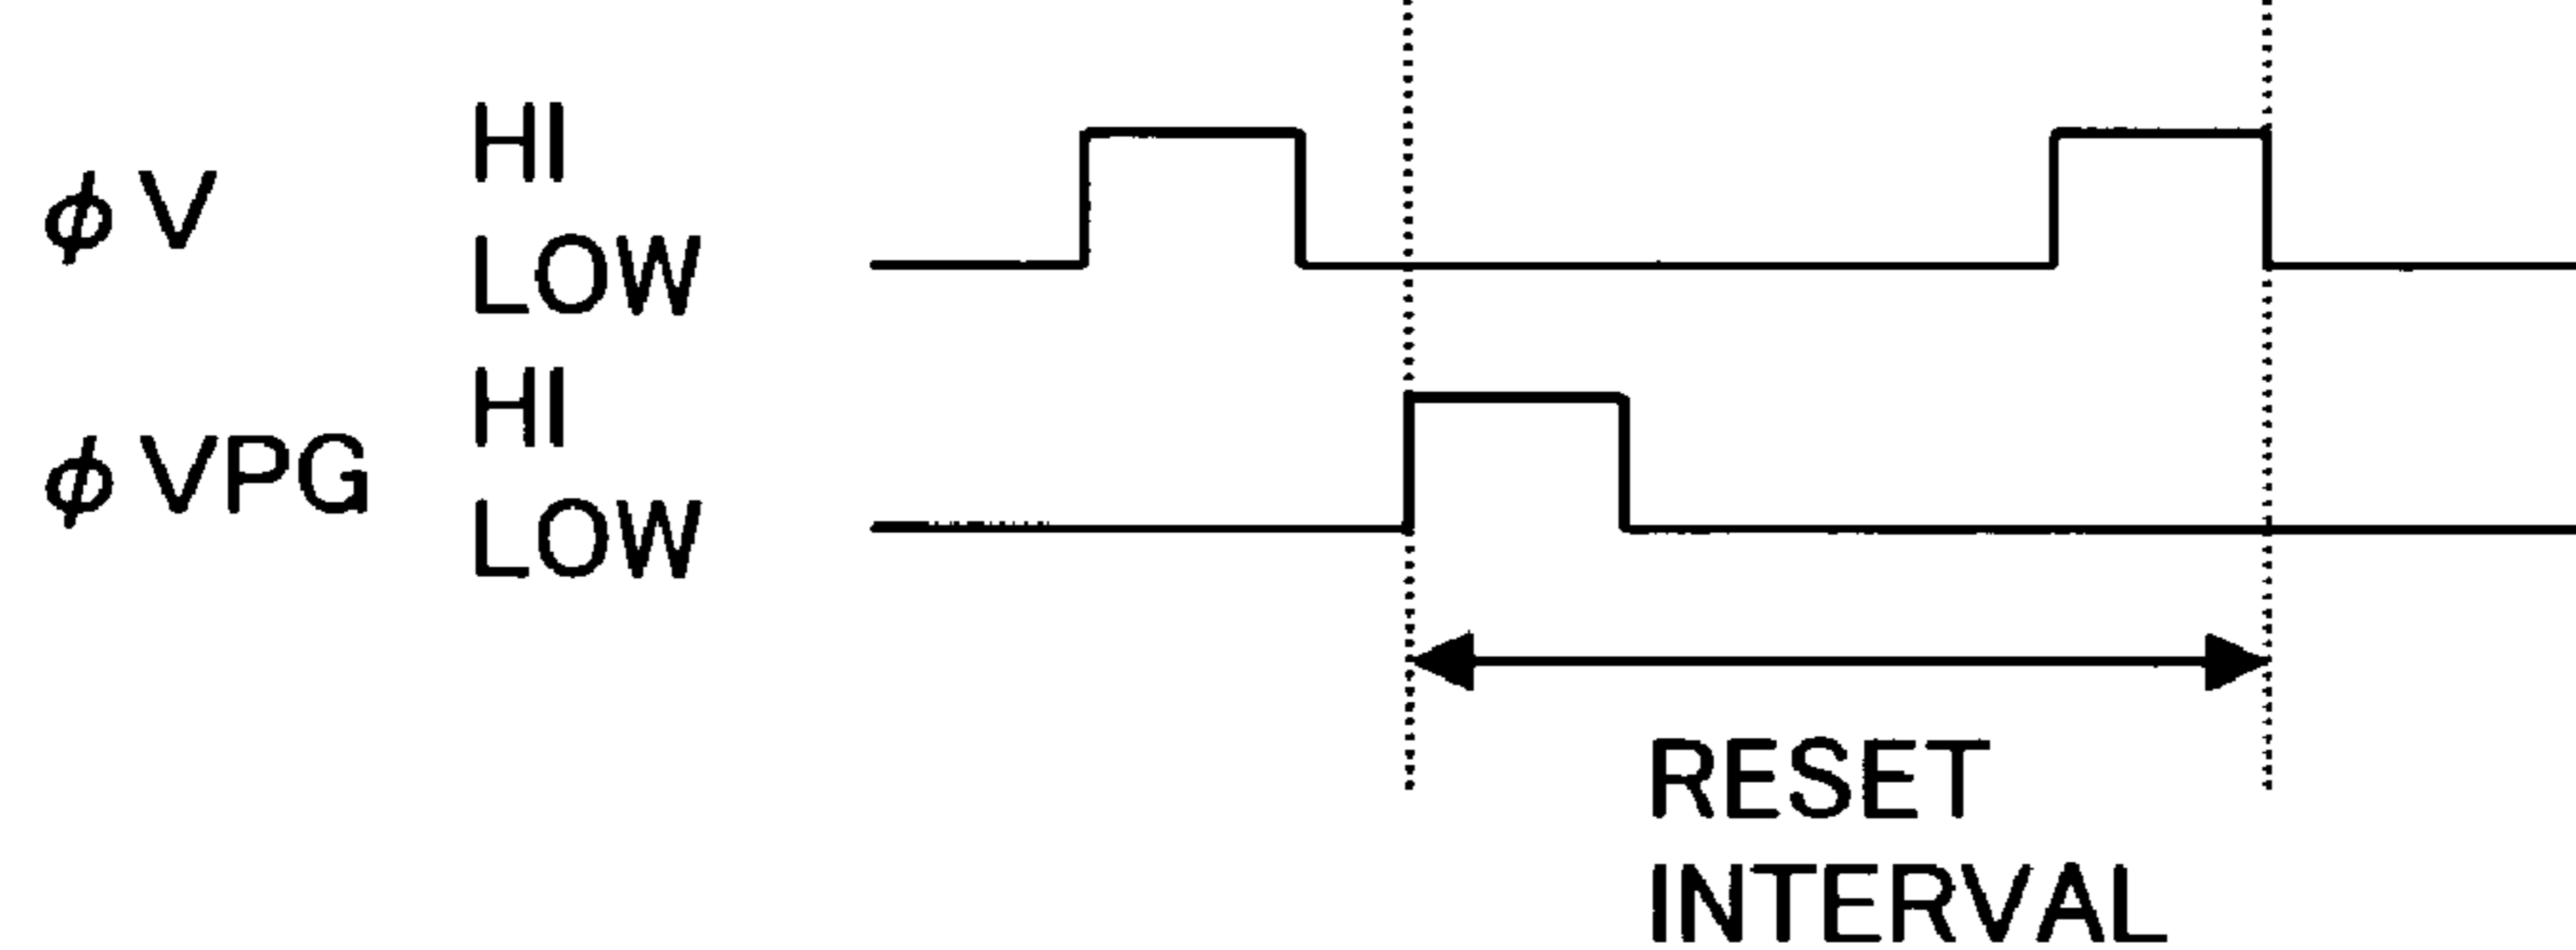 HI
φV
LOW
HI
φVPG
LOW
RESET
INTERVAL